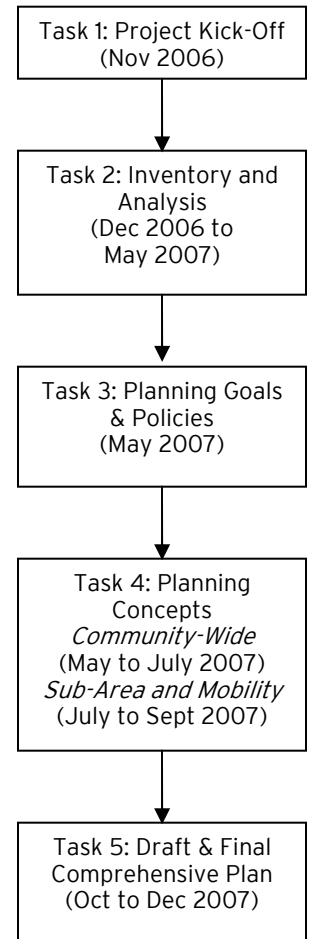 Task 1: Project Kick-Off
(Nov 2006)
Task 2: Inventory and
Analysis
(Dec 2006 to
May 2007)
Task 3: Planning Goals
& Policies
(May 2007)
Task 4: Planning
Concepts
Community-Wide
(May to July 2007)
Sub-Area and Mobility
(July to Sept 2007)
Task 5: Draft & Final
Comprehensive Plan
(Oct to Dec 2007)